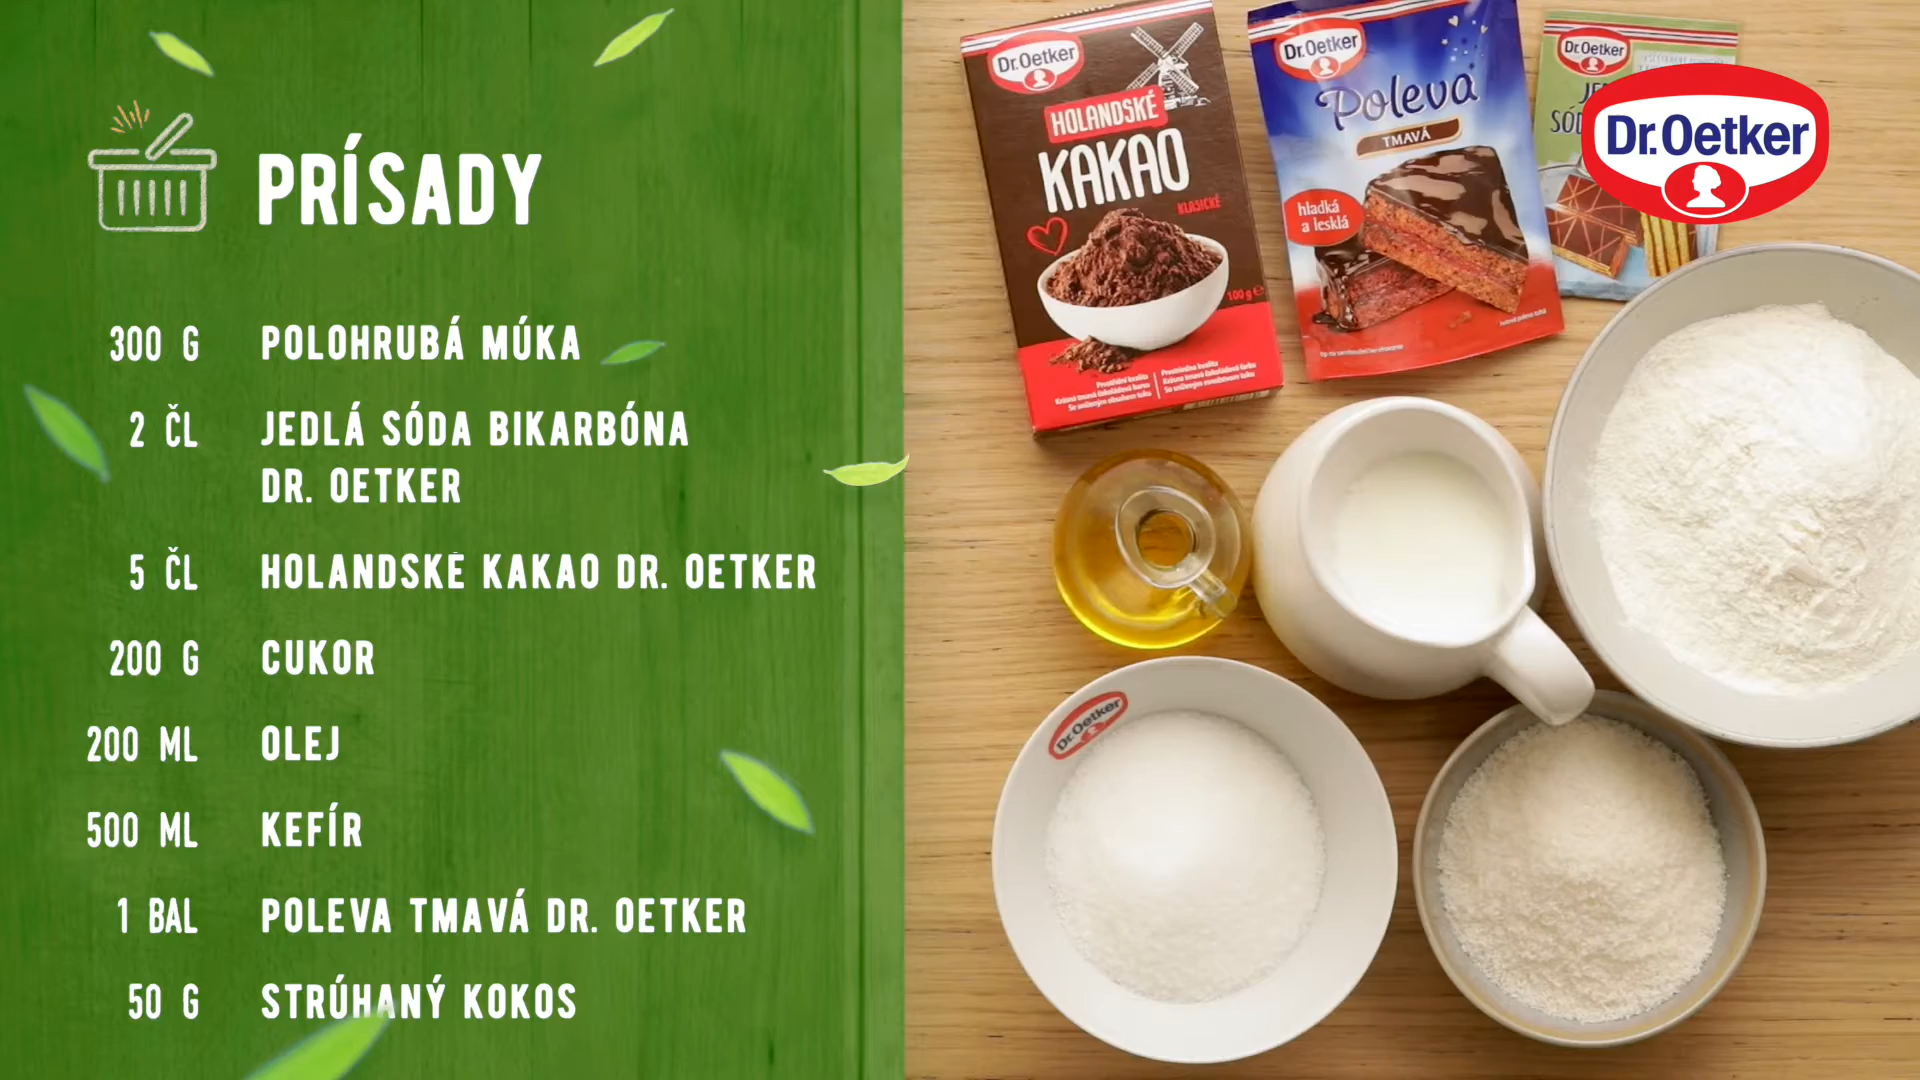 PRÍSADY
300 G POLOHRUBÁ MÚKA
2 ČL JEDLÁ SÓDA BIKARBÓNA
DR. OETKER
5 ČL HOLANDSKÉ KAKAO DR. OETKER
200 G CUKOR
200 ML OLEJ
500 ML KEFÍR
1 BAL POLEVA TMAVÁ DR. OETKER
50 G STRÚHANÝ KOKOS
Dr. Oetker
HOLANDSKÉ
KAKAO
KLASICKÉ
100 g e
Dr. Oetker
Poleva
TMAVÁ
hladká
a lesklá
Dr. Oetker
Dr. Oetker
Dr. Oetker